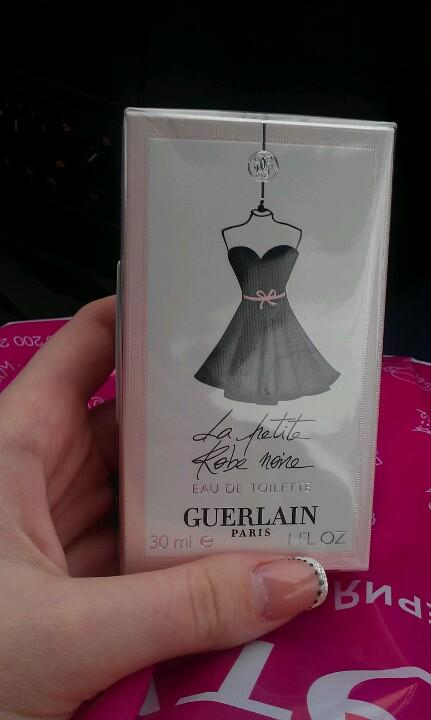 La petite
Robe noire
EAU DE TOILETTE
GUERLAIN
PARIS
30 ml e 1 FL OZ